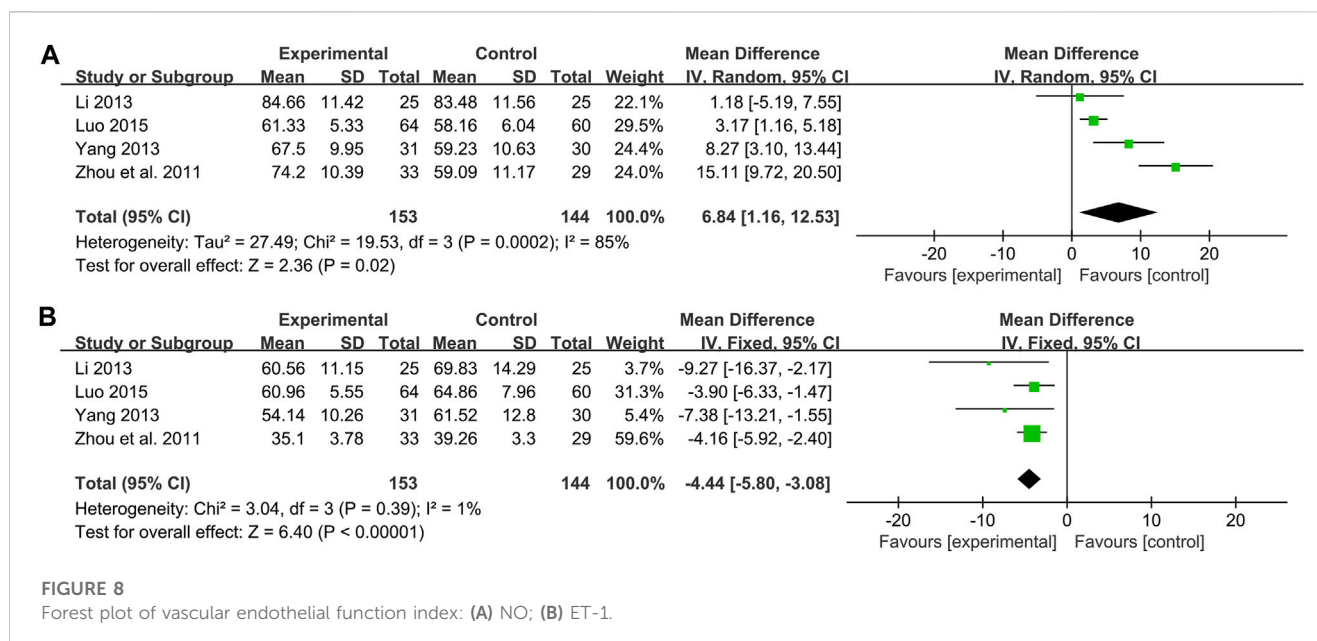 A
Experimental Control Mean Difference Mean Difference
Study or Subgroup Mean SD Total Mean SD Total Weight IV, Random, 95% CI IV, Random, 95% CI
Li 2013 84.66 11.42 25 83.48 11.56 25 22.1% 1.18 [-5.19, 7.55]
Luo 2015 61.33 5.33 64 58.16 6.04 60 29.5% 3.17 [1.16, 5.18]
Yang 2013 67.5 9.95 31 59.23 10.63 30 24.4% 8.27 [3.10, 13.44]
Zhou et al. 2011 74.2 10.39 33 59.09 11.17 29 24.0% 15.11 [9.72, 20.50]
Total (95% CI) 153 144 100.0% 6.84 [1.16, 12.53]
Heterogeneity: Tau² = 27.49; Chi² = 19.53, df = 3 (P = 0.0002); I² = 85%
Test for overall effect: Z = 2.36 (P = 0.02)
-20 -10 0 10 20
Favours [experimental] Favours [control]
B
Experimental Control Mean Difference Mean Difference
Study or Subgroup Mean SD Total Mean SD Total Weight IV, Fixed, 95% CI IV, Fixed, 95% CI
Li 2013 60.56 11.15 25 69.83 14.29 25 3.7% -9.27 [-16.37, -2.17]
Luo 2015 60.96 5.55 64 64.86 7.96 60 31.3% -3.90 [-6.33, -1.47]
Yang 2013 54.14 10.26 31 61.52 12.8 30 5.4% -7.38 [-13.21, -1.55]
Zhou et al. 2011 35.1 3.78 33 39.26 3.3 29 59.6% -4.16 [-5.92, -2.40]
Total (95% CI) 153 144 100.0% -4.44 [-5.80, -3.08]
Heterogeneity: Chi² = 3.04, df = 3 (P = 0.39); I² = 1%
Test for overall effect: Z = 6.40 (P < 0.00001)
-20 -10 0 10 20
Favours [experimental] Favours [control]
FIGURE 8
Forest plot of vascular endothelial function index: (A) NO; (B) ET-1.